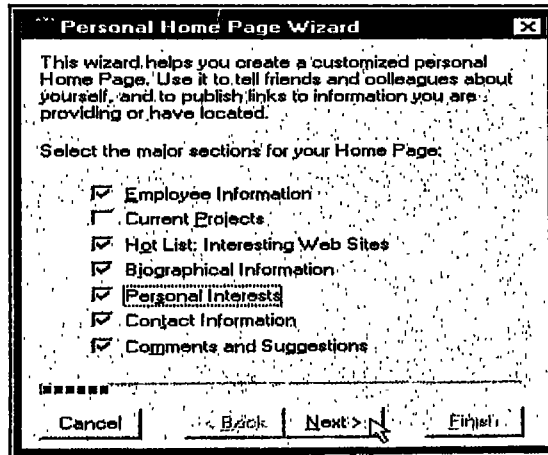 Personal Home Page Wizard
This wizard helps you create a customized personal
Home Page. Use it to tell friends and colleagues about
yourself, and to publish links to information you are
providing or have located.
Select the major sections for your Home Page:
Employee Information
Current Projects
Hot List: Interesting Web Sites
Biographical Information
Personal Interests
Contact Information
Comments and Suggestions
Cancel
< Back
Next >
Finish